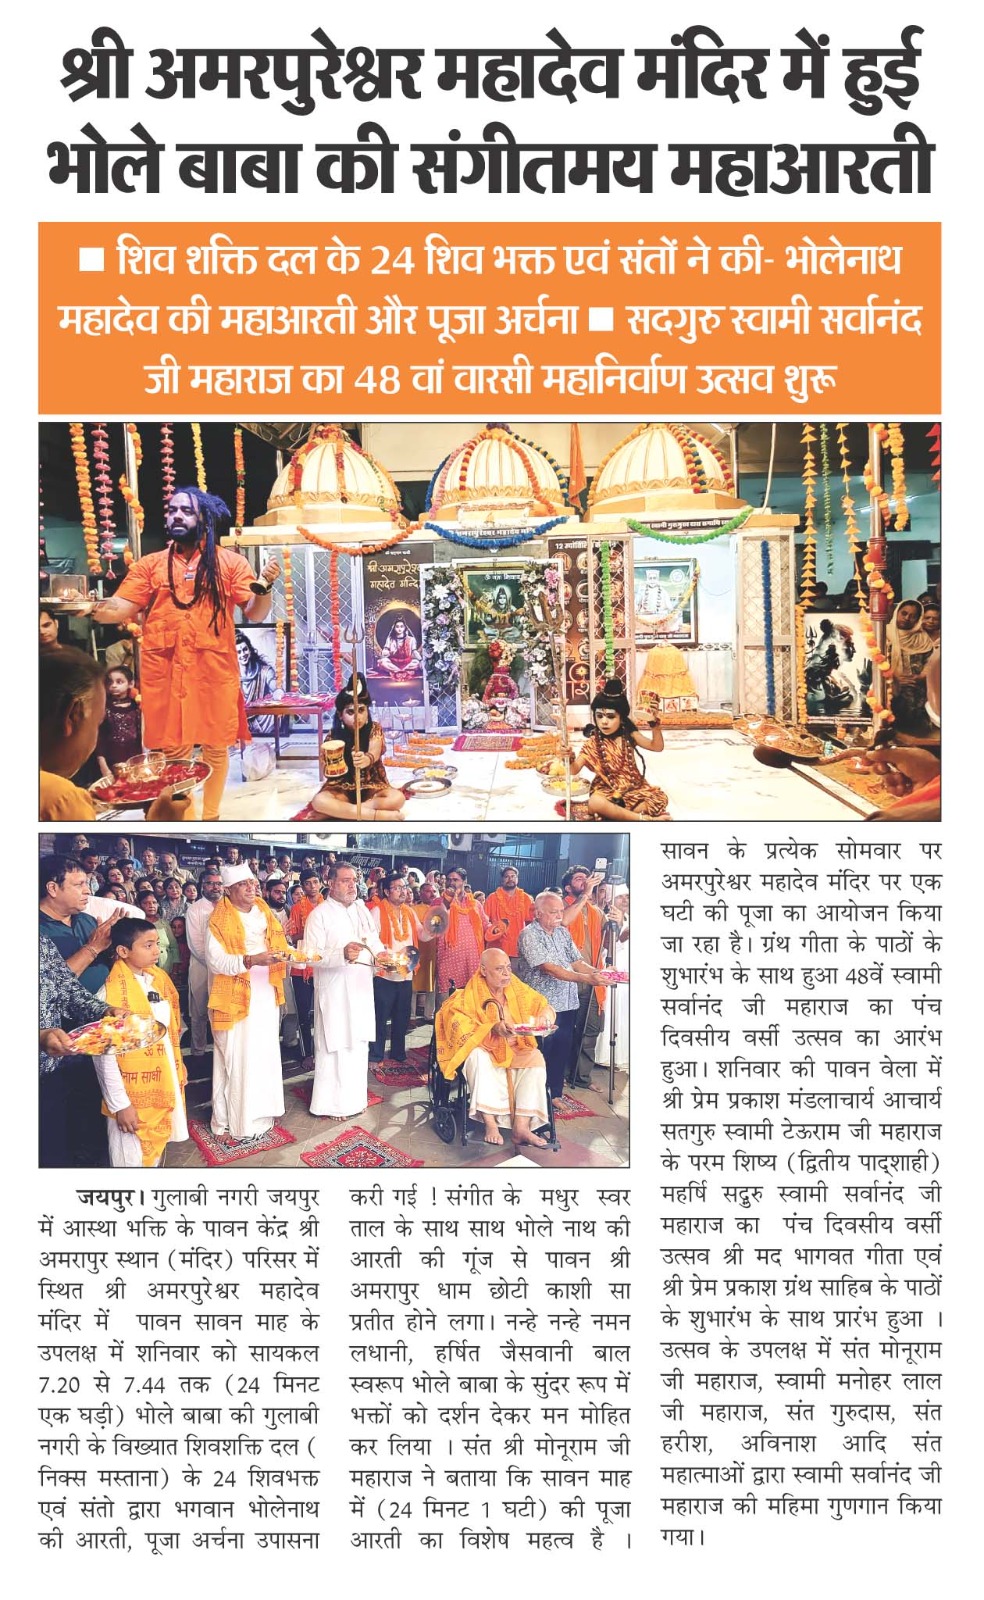 श्री अमरपुरेश्वर महादेव मंदिर में हुई
भोले बाबा की संगीतमय महाआरती
■ शिव शक्ति दल के 24 शिव भक्त एवं संतों ने की- भोलेनाथ
महादेव की महाआरती और पूजा अर्चना ■ सदगुरु स्वामी सर्वानंद
जी महाराज का 48 वां वारसी महानिर्वाण उत्सव शुरू
श्री अमरापुरेश्वर
महादेव मन्दिर
जयपुर। गुलाबी नगरी जयपुर
में आस्था भक्ति के पावन केंद्र श्री
अमरापुर स्थान (मंदिर) परिसर में
स्थित श्री अमरपुरेश्वर महादेव
मंदिर में पावन सावन माह के
उपलक्ष में शनिवार को सायकल
7.20 से 7.44 तक (24 मिनट
एक घड़ी) भोले बाबा की गुलाबी
नगरी के विख्यात शिवशक्ति दल (
निक्स मस्ताना) के 24 शिवभक्त
एवं संतो द्वारा भगवान भोलेनाथ
की आरती, पूजा अर्चना उपासना
करी गई ! संगीत के मधुर स्वर
ताल के साथ साथ भोले नाथ की
आरती की गूंज से पावन श्री
अमरापुर धाम छोटी काशी सा
प्रतीत होने लगा। नन्हे नन्हे नमन
लधानी, हर्षित जैसवानी बाल
स्वरूप भोले बाबा के सुंदर रूप में
भक्तों को दर्शन देकर मन मोहित
कर लिया । संत श्री मोनूराम जी
महाराज ने बताया कि सावन माह
में (24 मिनट 1 घटी) की पूजा
आरती का विशेष महत्व है ।
सावन के प्रत्येक सोमवार पर
अमरपुरेश्वर महादेव मंदिर पर एक
घटी की पूजा का आयोजन किया
जा रहा है। ग्रंथ गीता के पाठों के
शुभारंभ के साथ हुआ 48वें स्वामी
सर्वानंद जी महाराज का पंच
दिवसीय वर्सी उत्सव का आरंभ
हुआ। शनिवार की पावन वेला में
श्री प्रेम प्रकाश मंडलाचार्य आचार्य
सतगुरु स्वामी टेऊराम जी महाराज
के परम शिष्य (द्वितीय पाद्शाही)
महर्षि सद्गुरु स्वामी सर्वानंद जी
महाराज का पंच दिवसीय वर्सी
उत्सव श्री मद भागवत गीता एवं
श्री प्रेम प्रकाश ग्रंथ साहिब के पाठों
के शुभारंभ के साथ प्रारंभ हुआ ।
उत्सव के उपलक्ष में संत मोनूराम
जी महाराज, स्वामी मनोहर लाल
जी महाराज, संत गुरुदास, संत
हरीश, अविनाश आदि संत
महात्माओं द्वारा स्वामी सर्वानंद जी
महाराज की महिमा गुणगान किया
गया।